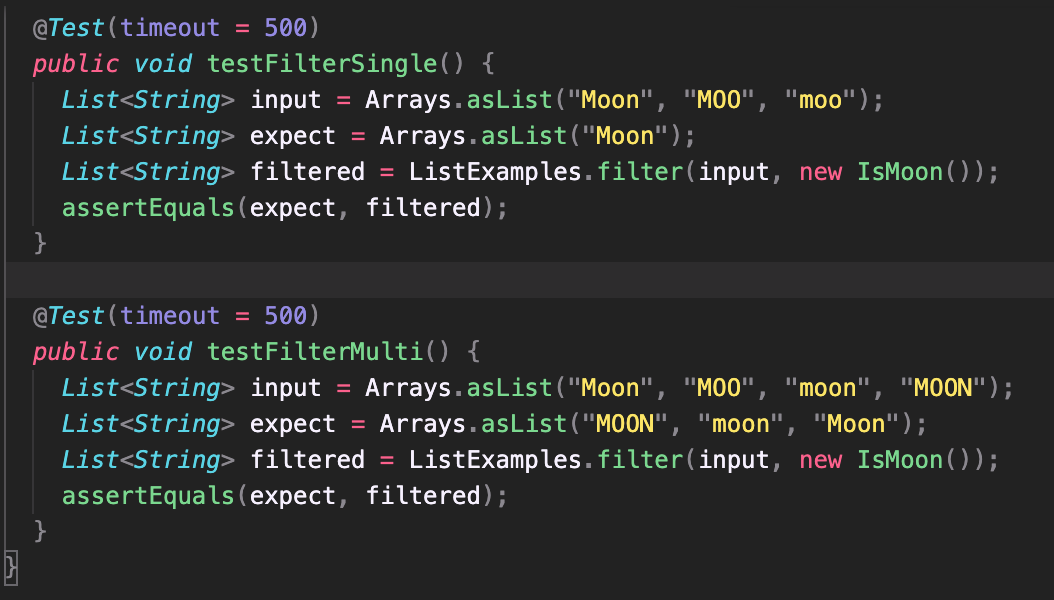 @Test(timeout = 500)
public void testFilterSingle() {
  List<String> input = Arrays.asList("Moon", "MOO", "moo");
  List<String> expect = Arrays.asList("Moon");
  List<String> filtered = ListExamples.filter(input, new IsMoon());
  assertEquals(expect, filtered);
}

@Test(timeout = 500)
public void testFilterMulti() {
  List<String> input = Arrays.asList("Moon", "MOO", "moon", "MOON");
  List<String> expect = Arrays.asList("MOON", "moon", "Moon");
  List<String> filtered = ListExamples.filter(input, new IsMoon());
  assertEquals(expect, filtered);
}
}